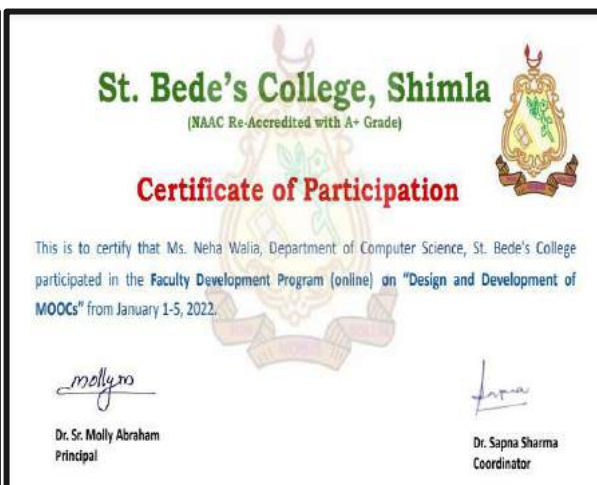 St. Bede's College, Shimla
(NAAC Re-Accredited with A+ Grade)
Certificate of Participation
This is to certify that Ms. Neha Walia, Department of Computer Science, St. Bede's College
participated in the Faculty Development Program (online) on "Design and Development of
MOOCs" from January 1-5, 2022.
Dr. Sr. Molly Abraham
Principal
Dr. Sapna Sharma
Coordinator